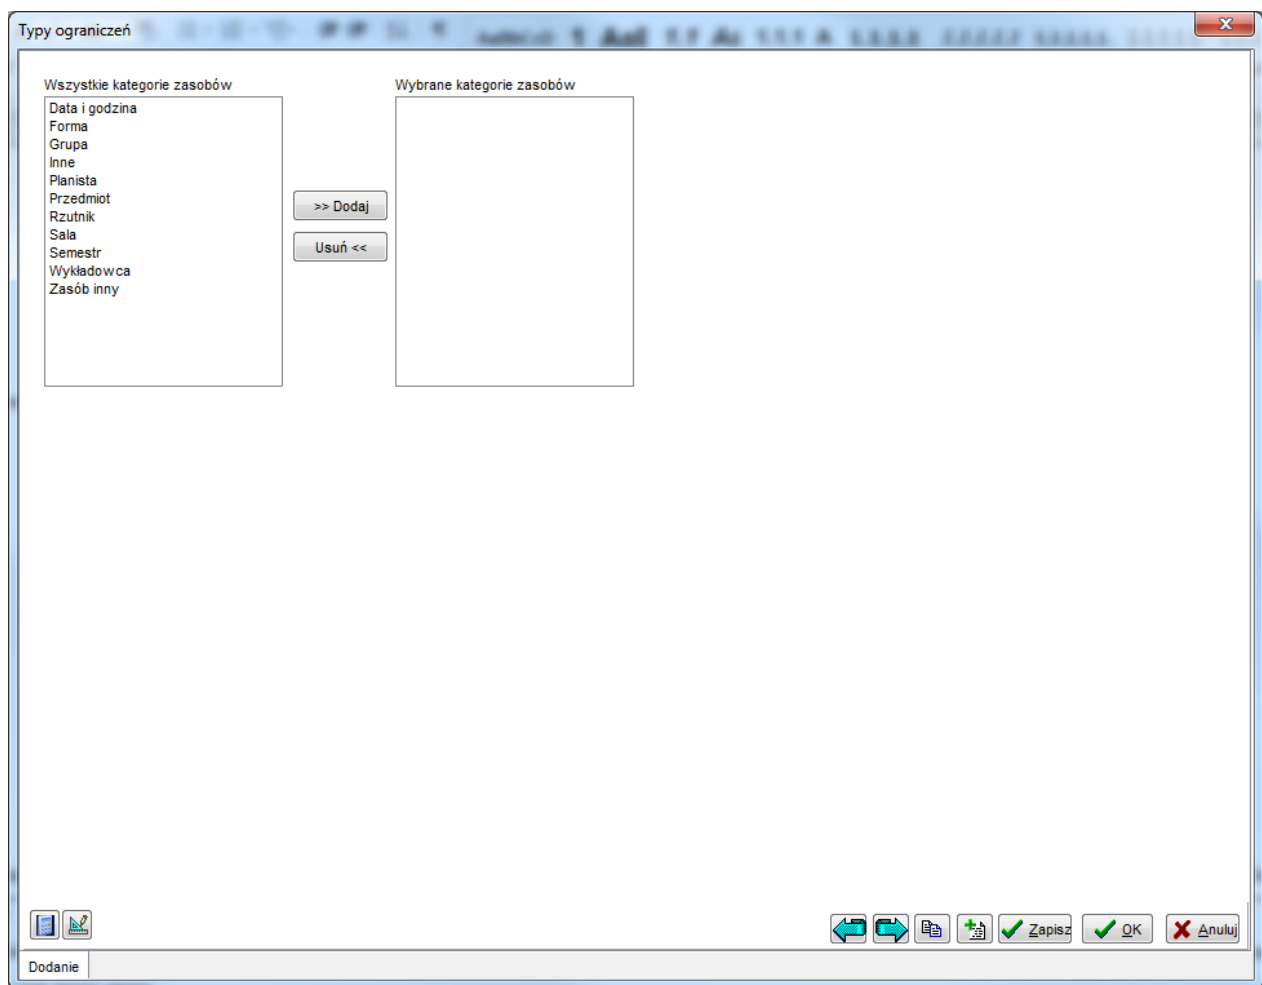 Typy ograniczeń
Wszystkie kategorie zasobów
Wybrane kategorie zasobów
Data i godzina
Forma
Grupa
Inne
Planista
Przedmiot
Rzutnik
Sala
Semestr
Wykładowca
Zasób inny
>> Dodaj
Usuń <<
Zapisz
OK
Anuluj
Dodanie